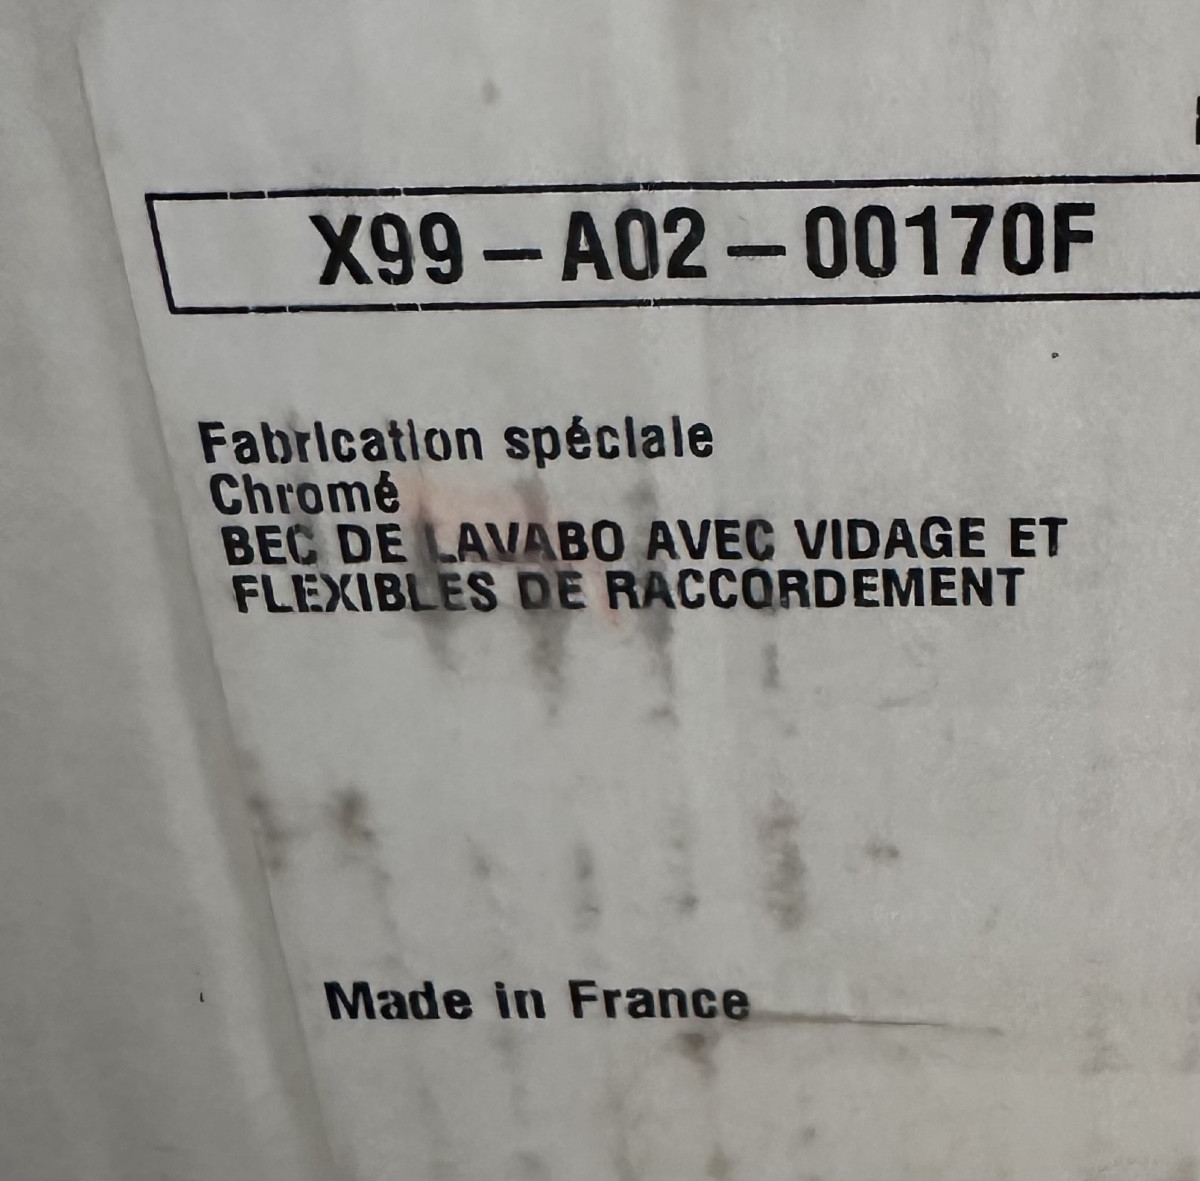 X99-A02-00170F
Fabrication spéciale
Chromé
BEC DE LAVABO AVEC VIDAGE ET
FLEXIBLES DE RACCORDEMENT
Made in France